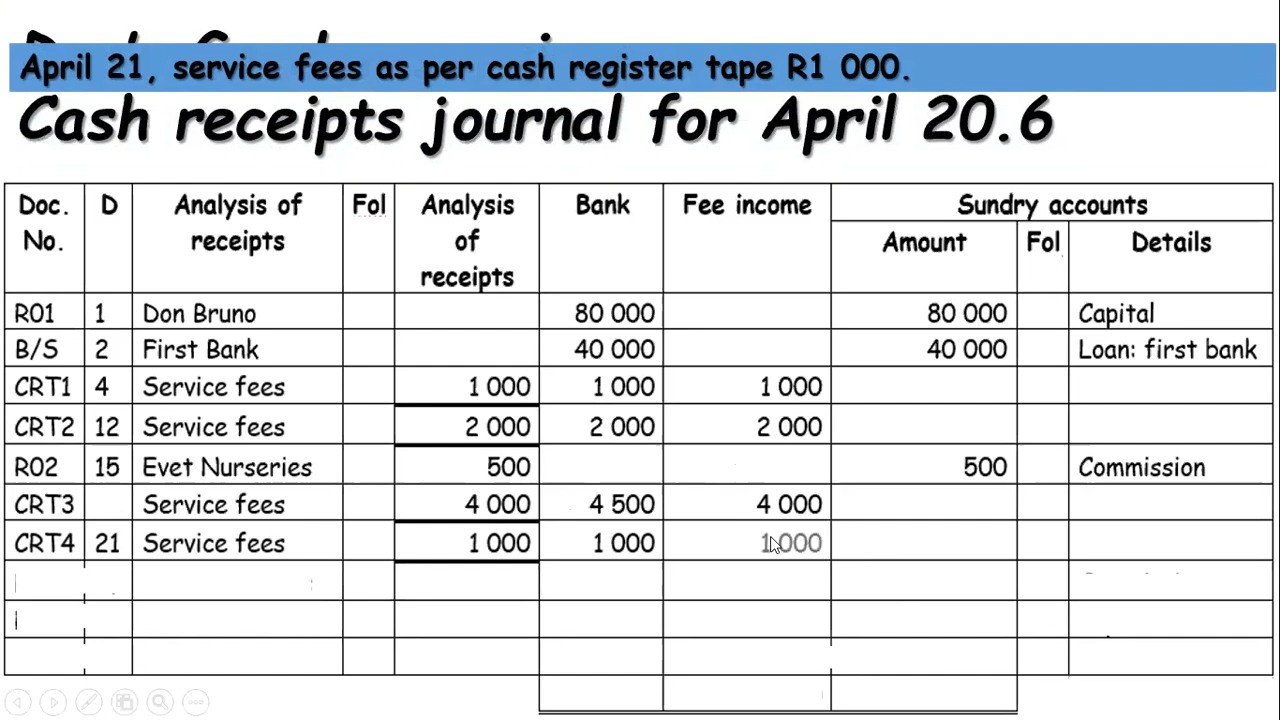 April 21, service fees as per cash register tape R1 000.
Cash receipts journal for April 20.6
Doc. No. D Analysis of receipts Fol Analysis of receipts Bank Fee income Sundry accounts
Amount Fol Details
R01 1 Don Bruno 80 000 80 000 Capital
B/S 2 First Bank 40 000 40 000 Loan: first bank
CRT1 4 Service fees 1 000 1 000 1 000
CRT2 12 Service fees 2 000 2 000 2 000
R02 15 Evet Nurseries 500 500 Commission
CRT3 Service fees 4 000 4 500 4 000
CRT4 21 Service fees 1 000 1 000 1 000